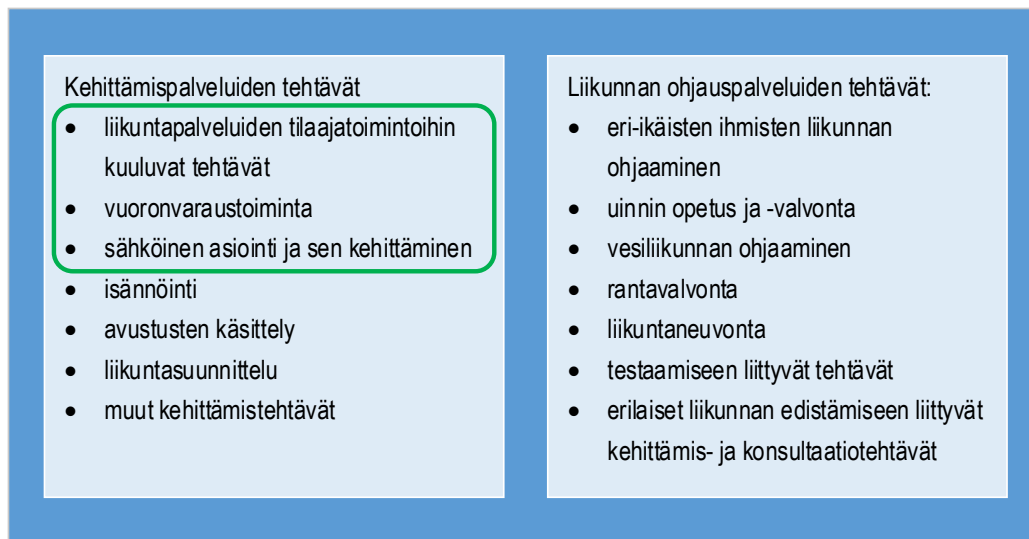 Kehittämispalveluiden tehtävät
• liikuntapalveluiden tilaajatoimintoihin
kuuluvat tehtävät
• vuoronvaraustoiminta
• sähköinen asiointi ja sen kehittäminen
• isännöinti
• avustusten käsittely
• liikuntasuunnittelu
• muut kehittämistehtävät
Liikunnan ohjauspalveluiden tehtävät:
• eri-ikäisten ihmisten liikunnan
ohjaaminen
• uinnin opetus ja -valvonta
• vesiliikunnan ohjaaminen
• rantavalvonta
• liikuntaneuvonta
• testaamiseen liittyvät tehtävät
• erilaiset liikunnan edistämiseen liittyvät
kehittämis- ja konsultaatiotehtävät